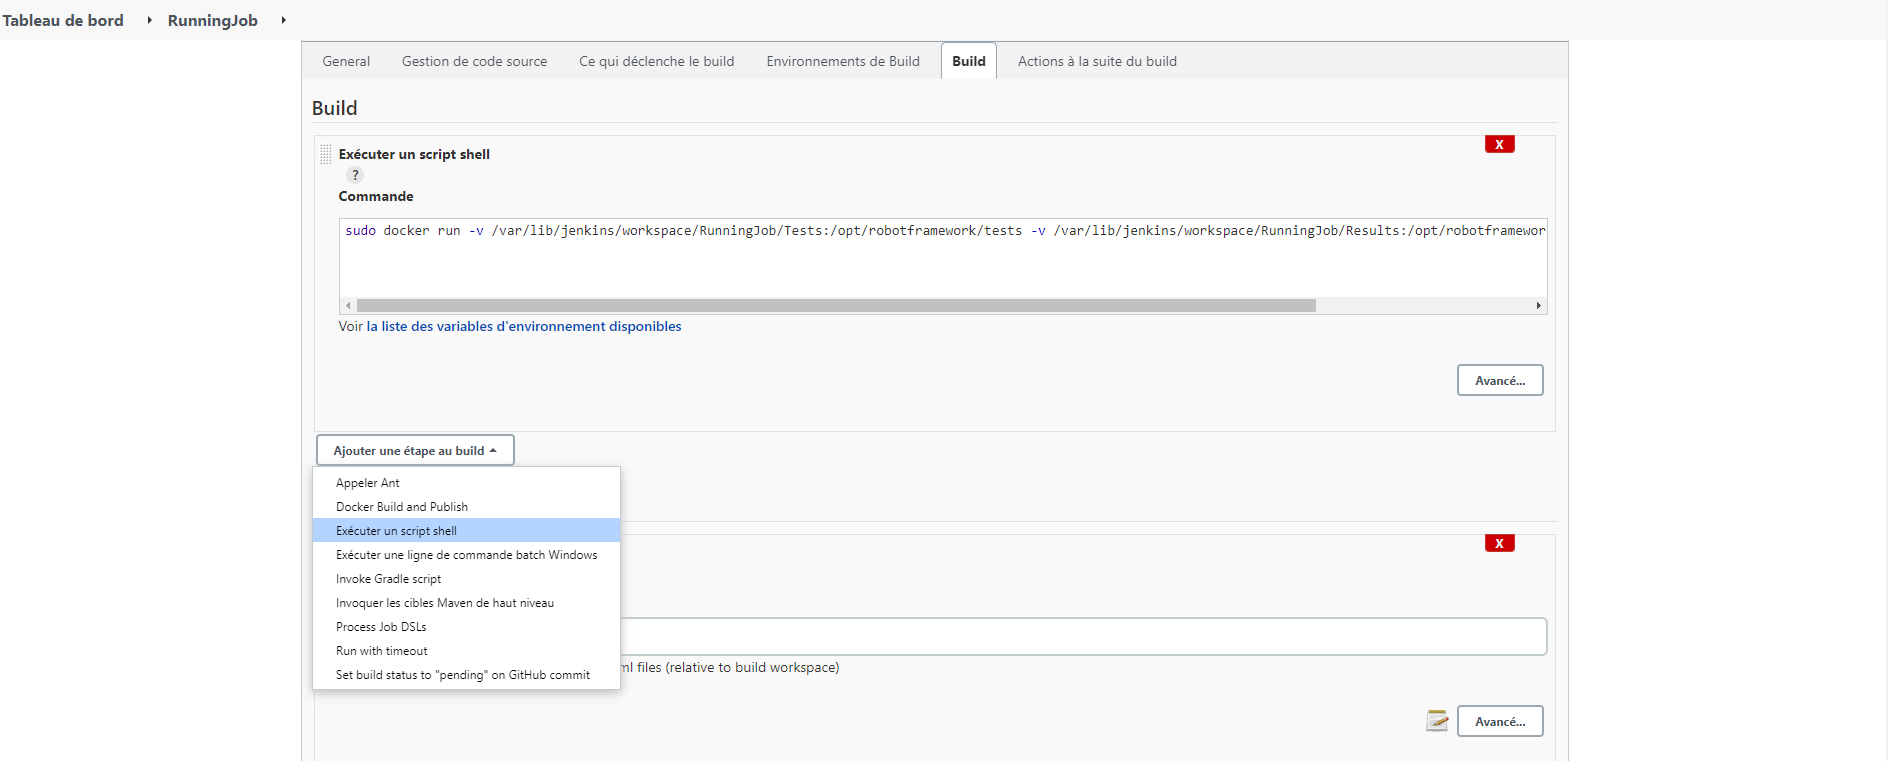 Tableau de bord RunningJob
General Gestion de code source Ce qui déclenche le build Environnements de Build Build Actions à la suite du build
Build
X
Exécuter un script shell
?
Commande
sudo docker run -v /var/lib/jenkins/workspace/RunningJob/Tests:/opt/robotframework/tests -v /var/lib/jenkins/workspace/RunningJob/Results:/opt/robotframewor
Voir la liste des variables d'environnement disponibles
Avancé...
Ajouter une étape au build
Appeler Ant
Docker Build and Publish
Exécuter un script shell
Exécuter une ligne de commande batch Windows
X
Invoke Gradle script
Invoquer les cibles Maven de haut niveau
Process Job DSLs
Run with timeout
Set build status to "pending" on GitHub commit
ml files (relative to build workspace)
Avancé...